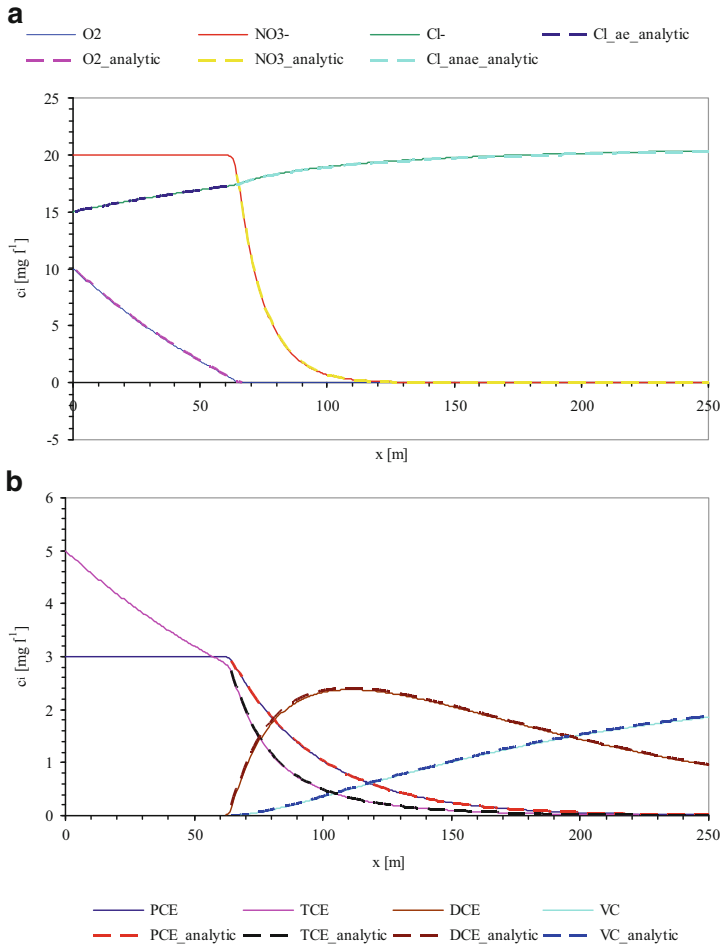 a
O2
NO3-
Cl-
Cl_ae_analytic
O2_analytic
NO3_analytic
Cl_anae_analytic
25
20
15
10
5
0
-5
0
50
100
150
200
250
ci [mg l-1]
x [m]
b
6
5
4
3
2
1
0
0
50
100
150
200
250
ci [mg l-1]
x [m]
PCE
TCE
DCE
VC
PCE_analytic
TCE_analytic
DCE_analytic
VC_analytic